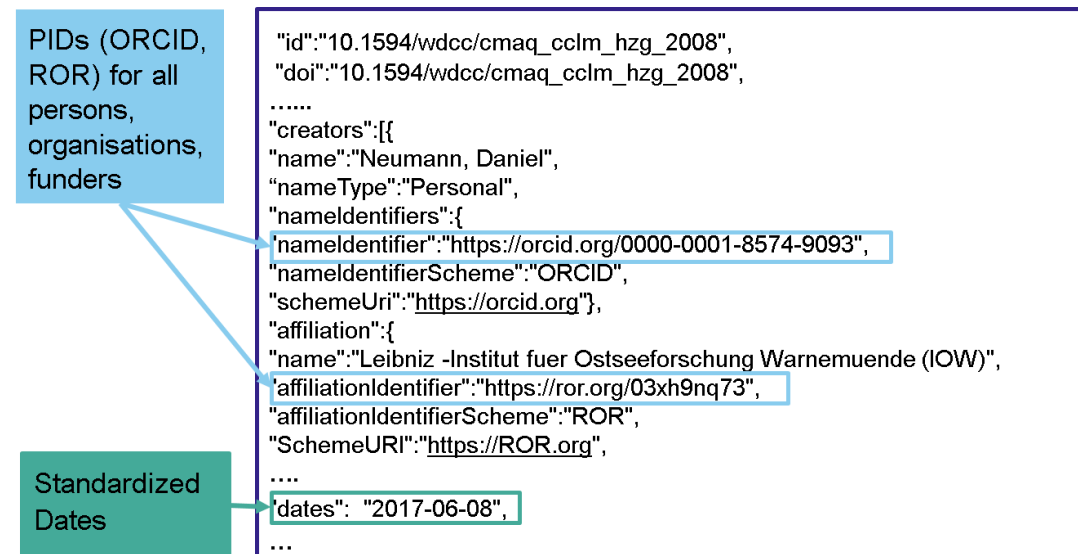 PIDs (ORCID,
ROR) for all
persons,
organisations,
funders
"id":"10.1594/wdcc/cmaq_cclm_hzg_2008",
"doi":"10.1594/wdcc/cmaq_cclm_hzg_2008",
…...
"creators":[{
"name":"Neumann, Daniel",
“nameType":"Personal",
"nameIdentifiers":{
"nameIdentifier":"https://orcid.org/0000-0001-8574-9093",
"nameIdentifierScheme":"ORCID",
"schemeUri":"https://orcid.org"},
"affiliation":{
"name":"Leibniz -Institut fuer Ostseeforschung Warnemuende (IOW)",
"affiliationIdentifier":"https://ror.org/03xh9nq73",
"affiliationIdentifierScheme":"ROR",
"SchemeURI":"https://ROR.org",
….
Standardized
Dates
"dates": "2017-06-08",
…